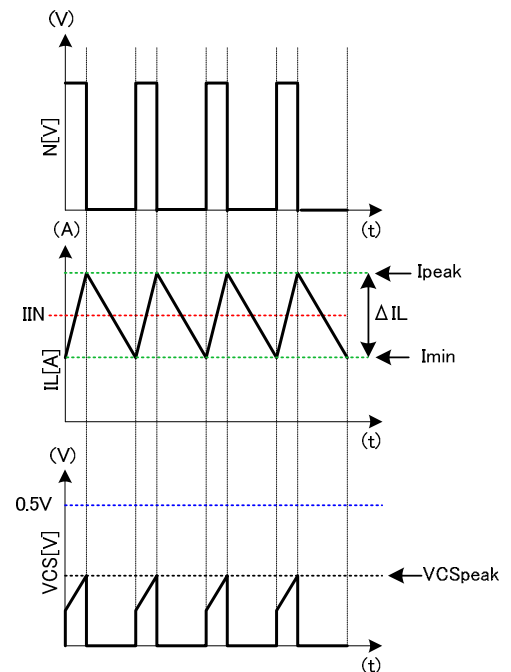 (V)
N[V]
(t)
(A)
Ipeak
IIN
ΔIL
IL[A]
Imin
(t)
(V)
0.5V
VCS[V]
VCSpeak
(t)